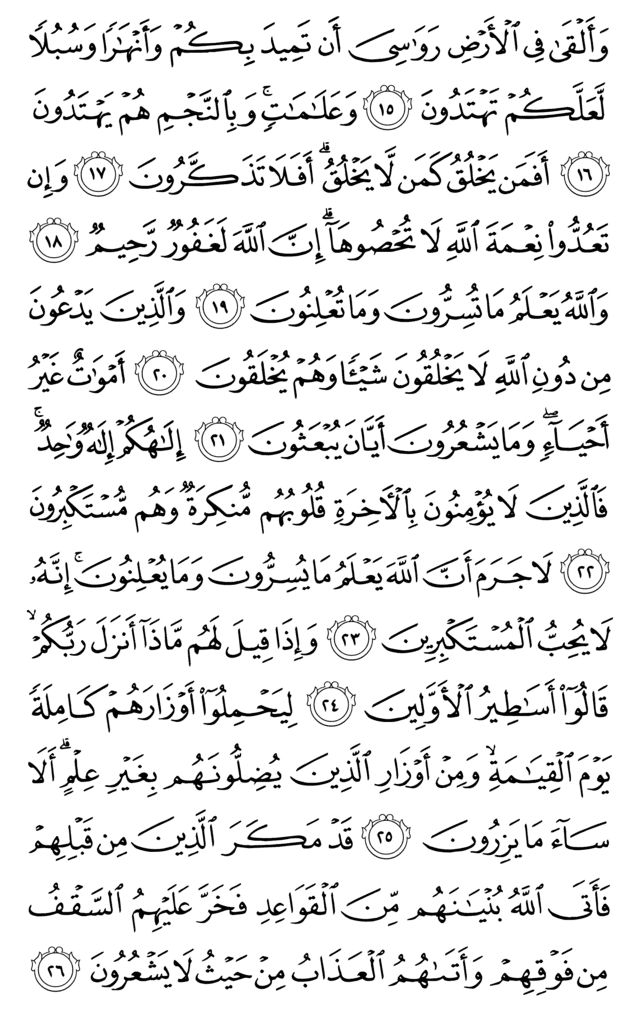 وَأَلۡقَىٰ فِي ٱلۡأَرۡضِ رَوَٰسِيَ أَن تَمِيدَ بِكُمۡ وَأَنۡهَٰرٗا وَسُبُلٗا
لَّعَلَّكُمۡ تَهۡتَدُونَ ١٥ وَعَلَٰمَٰتٖۚ وَبِٱلنَّجۡمِ هُمۡ يَهۡتَدُونَ
١٦ أَفَمَن يَخۡلُقُ كَمَن لَّا يَخۡلُقُۗ أَفَلَا تَذَكَّرُونَ ١٧ وَإِن
تَعُدُّواْ نِعۡمَةَ ٱللَّهِ لَا تُحۡصُوهَآۗ إِنَّ ٱللَّهَ لَغَفُورٞ رَّحِيمٞ ١٨
وَٱللَّهُ يَعۡلَمُ مَا تُسِرُّونَ وَمَا تُعۡلِنُونَ ١٩ وَٱلَّذِينَ يَدۡعُونَ
مِن دُونِ ٱللَّهِ لَا يَخۡلُقُونَ شَيۡـٔٗا وَهُمۡ يُخۡلَقُونَ ٢٠ أَمۡوَٰتٌ غَيۡرُ
أَحۡيَآءٖۖ وَمَا يَشۡعُرُونَ أَيَّانَ يُبۡعَثُونَ ٢١ إِلَٰهُكُمۡ إِلَٰهٞ وَٰحِدٞۚ
فَٱلَّذِينَ لَا يُؤۡمِنُونَ بِٱلۡأٓخِرَةِ قُلُوبُهُم مُّنكِرَةٞ وَهُم مُّسۡتَكۡبِرُونَ
٢٢ لَا جَرَمَ أَنَّ ٱللَّهَ يَعۡلَمُ مَا يُسِرُّونَ وَمَا يُعۡلِنُونَۚ إِنَّهُۥ
لَا يُحِبُّ ٱلۡمُسۡتَكۡبِرِينَ ٢٣ وَإِذَا قِيلَ لَهُم مَّاذَآ أَنزَلَ رَبُّكُمۡۙ
قَالُوٓاْ أَسَٰطِيرُ ٱلۡأَوَّلِينَ ٢٤ لِيَحۡمِلُوٓاْ أَوۡزَارَهُمۡ كَامِلَةٗ
يَوۡمَ ٱلۡقِيَٰمَةِۙ وَمِنۡ أَوۡزَارِ ٱلَّذِينَ يُضِلُّونَهُم بِغَيۡرِ عِلۡمٍۗ أَلَا
سَآءَ مَا يَزِرُونَ ٢٥ قَدۡ مَكَرَ ٱلَّذِينَ مِن قَبۡلِهِمۡ
فَأَتَى ٱللَّهُ بُنۡيَٰنَهُم مِّنَ ٱلۡقَوَاعِدِ فَخَرَّ عَلَيۡهِمُ ٱلسَّقۡفُ
مِن فَوۡقِهِمۡ وَأَتَىٰهُمُ ٱلۡعَذَابُ مِنۡ حَيۡثُ لَا يَشۡعُرُونَ ٢٦